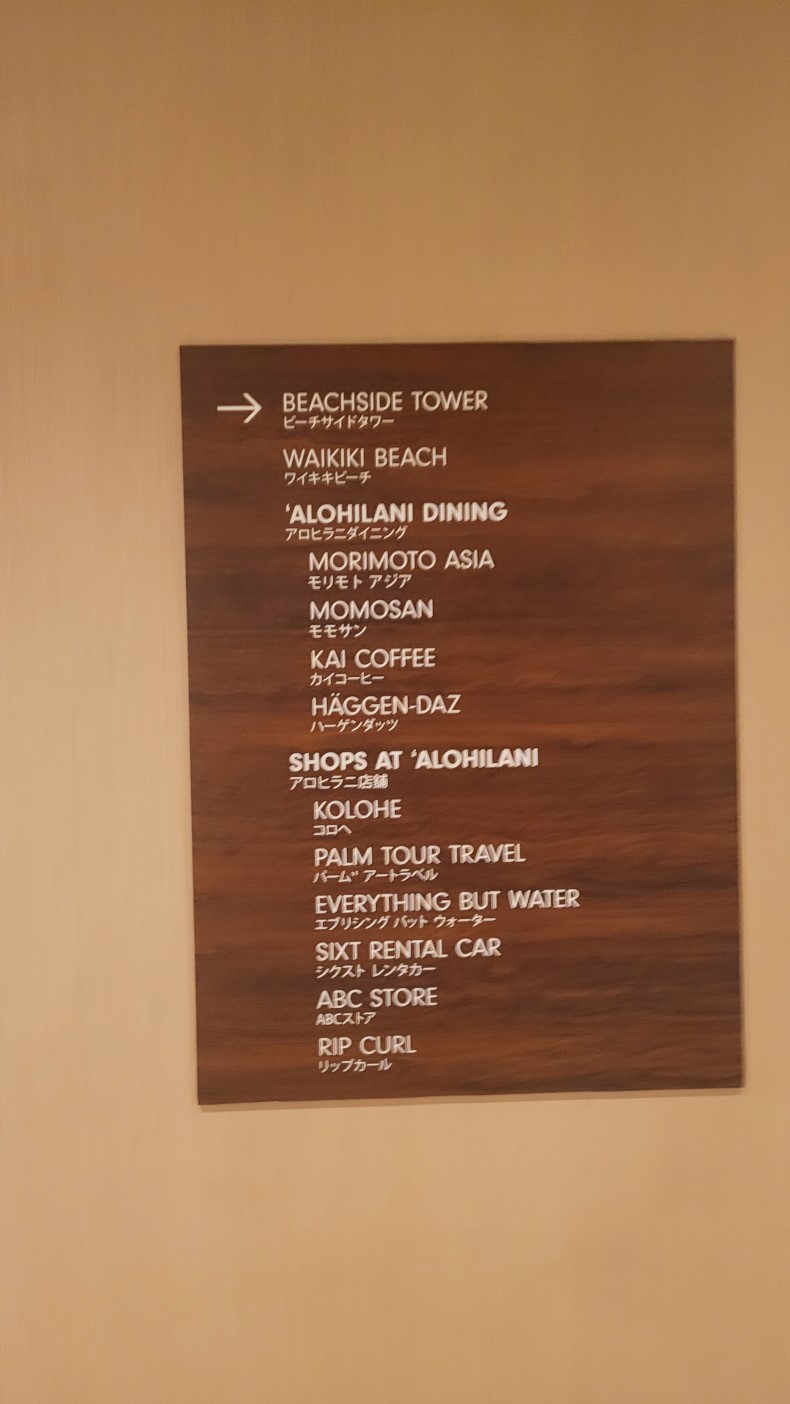 → BEACHSIDE TOWER
ビーチサイドタワー
WAIKIKI BEACH
ワイキキビーチ
‘ALOHILANI DINING
アロヒラニダイニング
MORIMOTO ASIA
モリモト アジア
MOMOSAN
モモサン
KAI COFFEE
カイコーヒー
HÄGGEN-DAZ
ハーゲンダッツ
SHOPS AT ‘ALOHILANI
アロヒラニ店舗
KOLOHE
コロヘ
PALM TOUR TRAVEL
パーム" アートラベル
EVERYTHING BUT WATER
エブリシング バット ウォーター
SIXT RENTAL CAR
シクスト レンタカー
ABC STORE
ABCストア
RIP CURL
リップカール